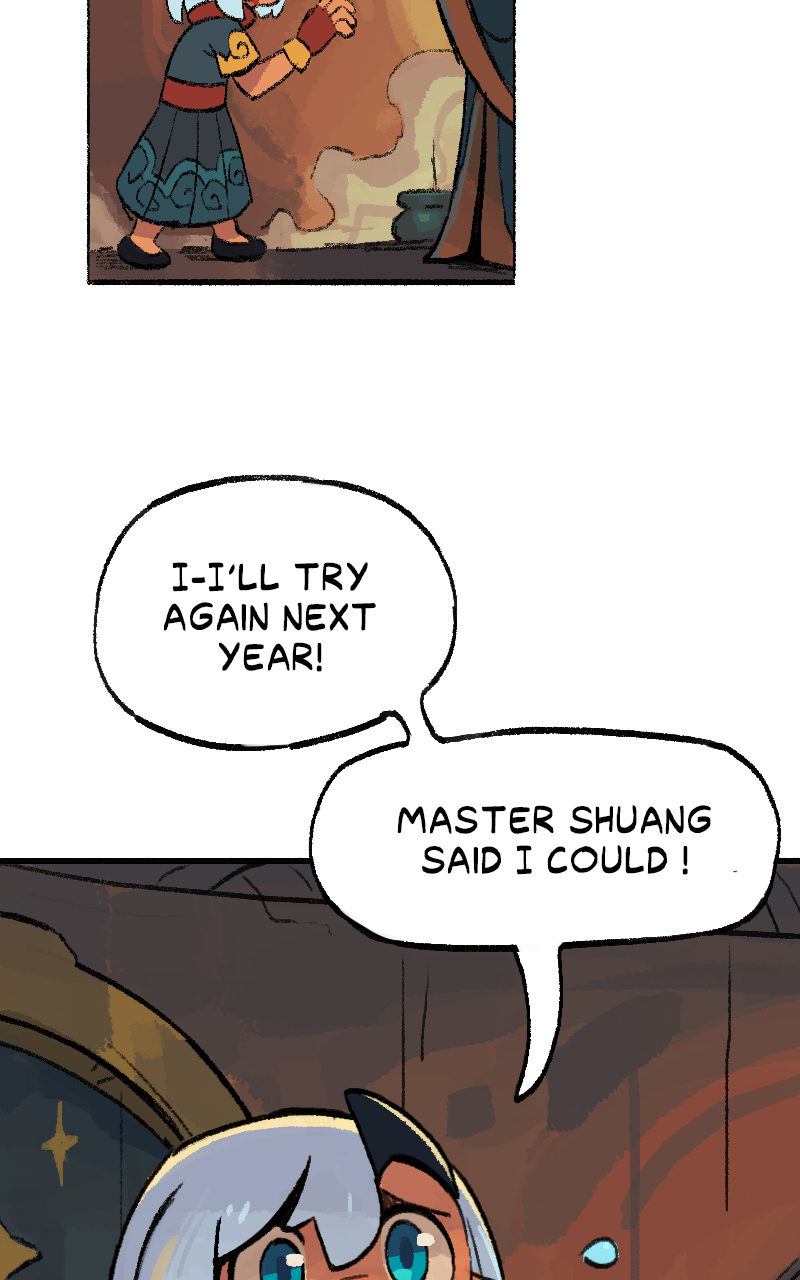 I-I'LL TRY
AGAIN NEXT
YEAR!
MASTER SHUANG
SAID I COULD !